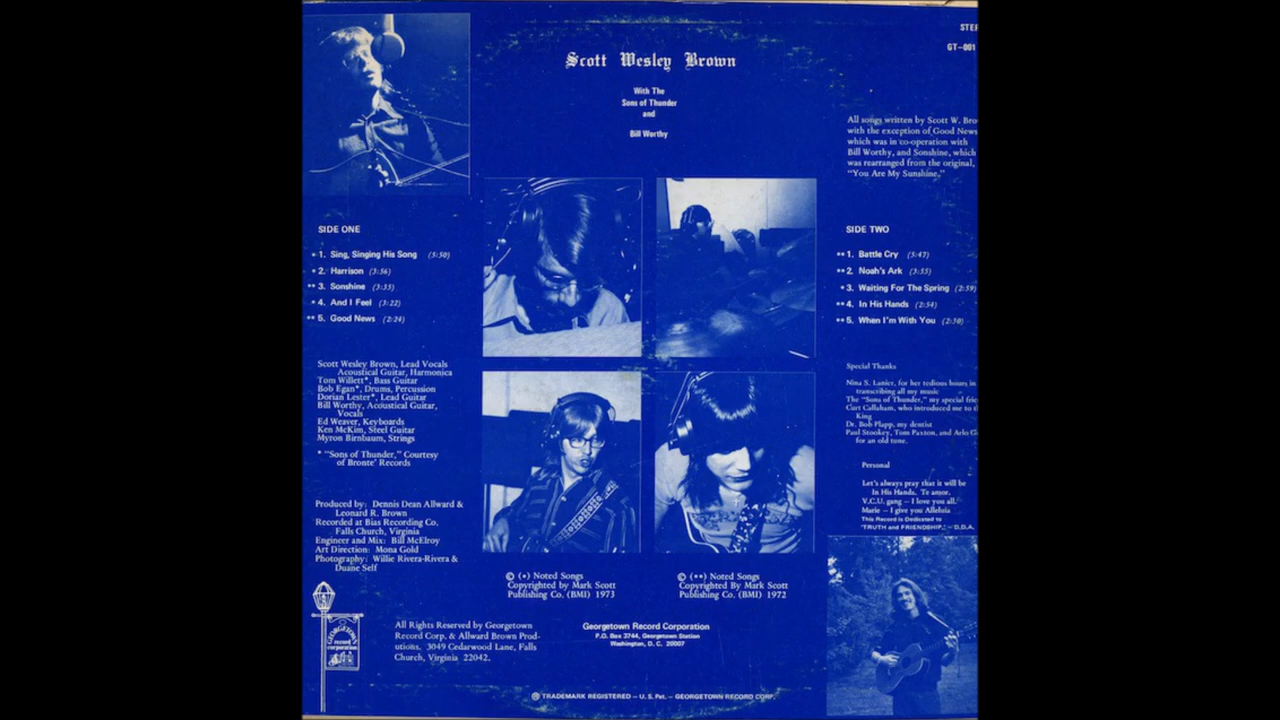 STE
GT-001
Scott Wesley Brown
With The
Sons of Thunder
and
Bill Worthy
All songs written by Scott W. Bro
with the exception of Good News
which was in co-operation with
Bill Worthy, and Sonshine, which
was rearranged from the original,
"You Are My Sunshine."
SIDE ONE
* 1. Sing, Singing His Song (5:50)
* 2. Harrison (3:56)
** 3. Sonshine (3:35)
* 4. And I Feel (3:22)
** 5. Good News (2:24)
SIDE TWO
** 1. Battle Cry (5:47)
** 2. Noah's Ark (3:55)
* 3. Waiting For The Spring (2:59)
** 4. In His Hands (2:54)
** 5. When I'm With You (2:30)
Scott Wesley Brown, Lead Vocals
Acoustical Guitar, Harmonica
Tom Willett*, Bass Guitar
Bob Egan*, Drums, Percussion
Dorian Lester*, Lead Guitar
Bill Worthy, Acoustical Guitar,
Vocals
Ed Weaver, Keyboards
Ken McKim, Steel Guitar
Myron Birnbaum, Strings
* "Sons of Thunder," Courtesy
of Bronte' Records
Produced by: Dennis Dean Allward &
Leonard R. Brown
Recorded at Bias Recording Co.
Falls Church, Virginia
Engineer and Mix: Bill McElroy
Art Direction: Mona Gold
Photography: Willie Rivera-Rivera &
Duane Self
Special Thanks
Nina S. Lanier, for her tedious hours in
transcribing all my music
The "Sons of Thunder," my special frie
Curt Callaham, who introduced me to t
King
Dr. Bob Plapp, my dentist
Paul Stookey, Tom Paxton, and Arlo G
for an old tune.
Personal
Let's always pray that it will be
In His Hands. Te amor.
V.C.U. gang — I love you all.
Marie — I give you Alleluia
This Record is Dedicated to
"TRUTH and FRIENDSHIP," — D.D.A.
© (*) Noted Songs
Copyrighted by Mark Scott
Publishing Co. (BMI) 1973
© (**) Noted Songs
Copyrighted By Mark Scott
Publishing Co. (BMI) 1972
GEORGETOWN
record
corporation
All Rights Reserved by Georgetown
Record Corp. & Allward Brown Prod-
utions, 3049 Cedarwood Lane, Falls
Church, Virginia 22042.
Georgetown Record Corporation
P.O. Box 3744, Georgetown Station
Washington, D. C. 20007
® TRADEMARK REGISTERED — U. S. Pat. — GEORGETOWN RECORD CORP.